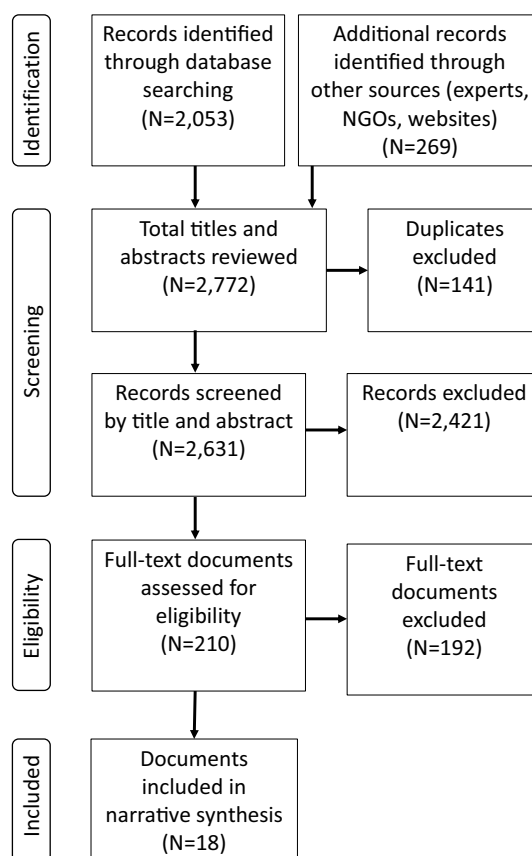 Identification
Records identified
through database
searching
(N=2,053)
Additional records
identified through
other sources (experts,
NGOs, websites)
(N=269)
Screening
Total titles and
abstracts reviewed
(N=2,772)
Duplicates
excluded
(N=141)
Records screened
by title and abstract
(N=2,631)
Records excluded
(N=2,421)
Eligibility
Full-text documents
assessed for
eligibility
(N=210)
Full-text
documents
excluded
(N=192)
Included
Documents
included in
narrative synthesis
(N=18)